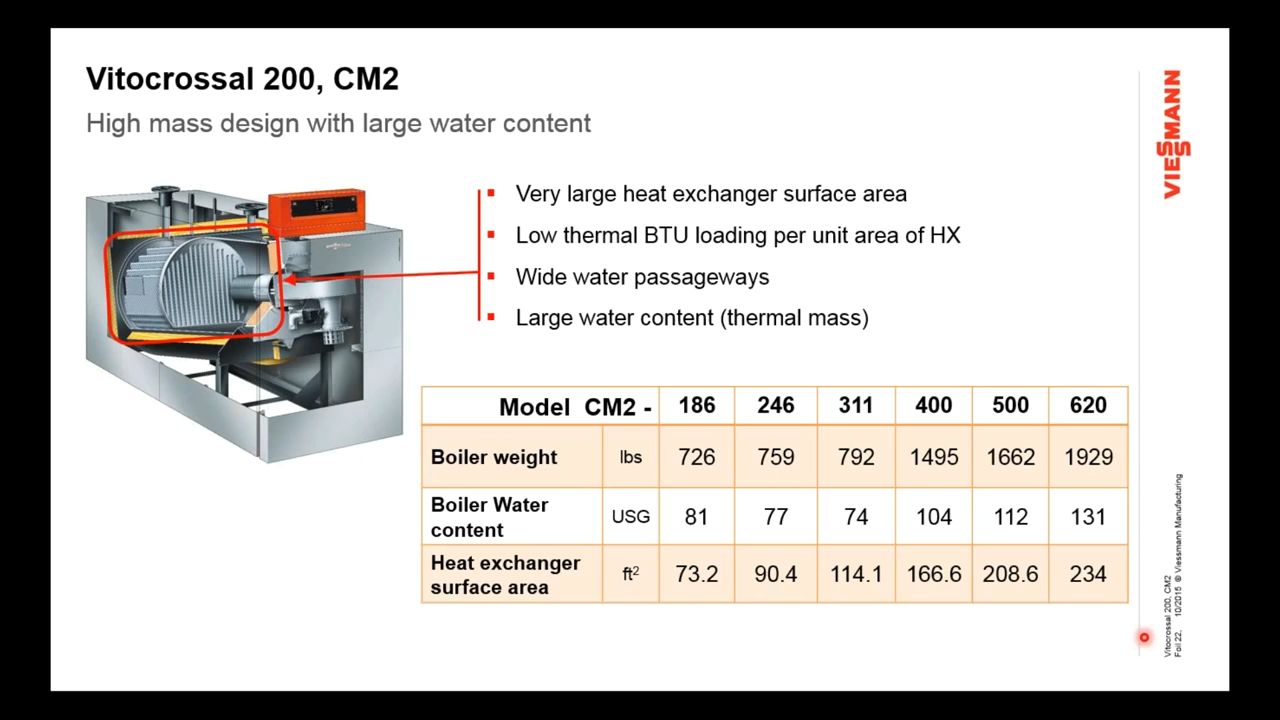 Vitocrossal 200, CM2
High mass design with large water content
VIESSMANN
▪ Very large heat exchanger surface area
▪ Low thermal BTU loading per unit area of HX
▪ Wide water passageways
▪ Large water content (thermal mass)
Model CM2 - 186 246 311 400 500 620
Boiler weight lbs 726 759 792 1495 1662 1929
Boiler Water
content USG 81 77 74 104 112 131
Heat exchanger
surface area ft² 73.2 90.4 114.1 166.6 208.6 234
Vitocrossal 200, CM2
Foil 22. 10/2015 © Viessmann Manufacturing